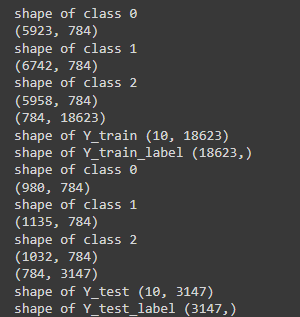 shape of class 0
(5923, 784)
shape of class 1
(6742, 784)
shape of class 2
(5958, 784)
(784, 18623)
shape of Y_train (10, 18623)
shape of Y_train_label (18623,)
shape of class 0
(980, 784)
shape of class 1
(1135, 784)
shape of class 2
(1032, 784)
(784, 3147)
shape of Y_test (10, 3147)
shape of Y_test_label (3147,)